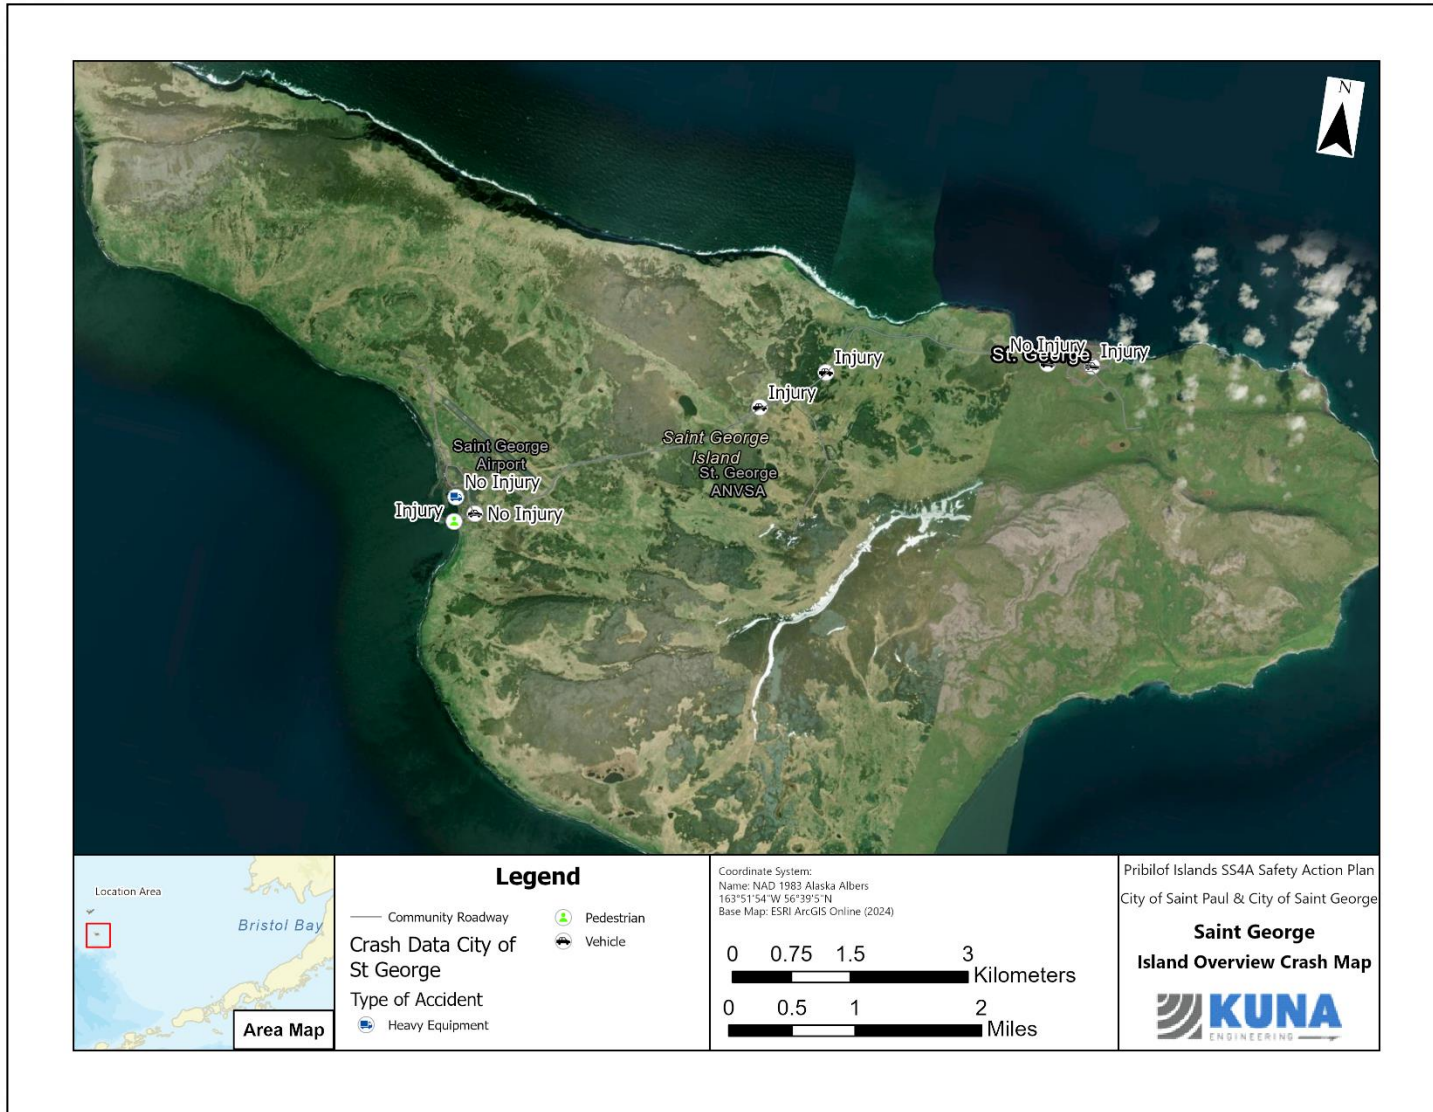 N
Injury
Injury
No Injury
St. George
Injury
Saint George
Airport
No Injury
Injury
No Injury
Saint George
Island
St. George
ANVSA
Location Area
Bristol Bay
Area Map
Legend
Community Roadway
Crash Data City of
St George
Type of Accident
Heavy Equipment
Pedestrian
Vehicle
Coordinate System:
Name: NAD 1983 Alaska Albers
163°51'54"W 56°39'5"N
Base Map: ESRI ArcGIS Online (2024)
0 0.75 1.5 3
Kilometers
0 0.5 1 2
Miles
Pribilof Islands SS4A Safety Action Plan
City of Saint Paul & City of Saint George
Saint George
Island Overview Crash Map
KUNA
ENGINEERING